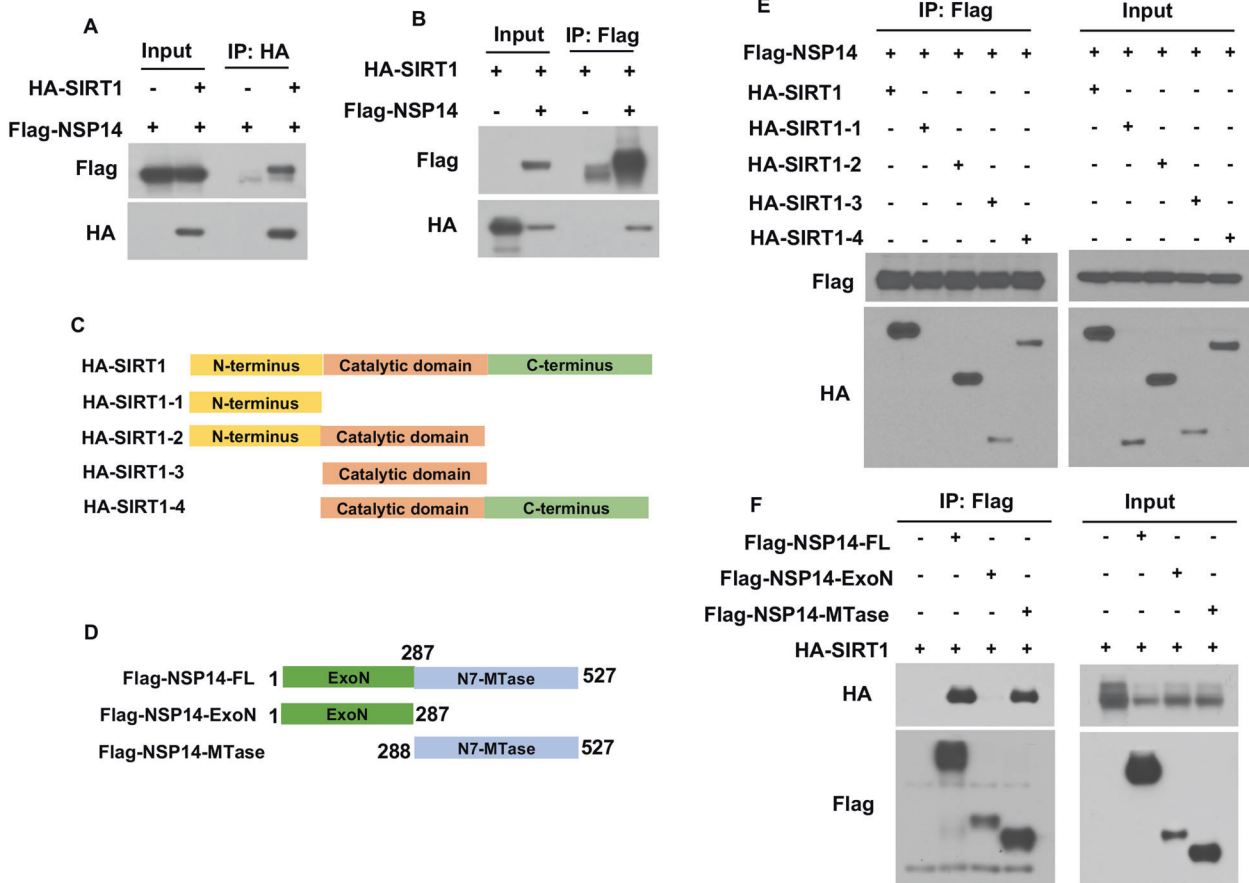 A
Input IP: HA
HA-SIRT1 - + - +
Flag-NSP14 + + + +
Flag
HA
B
Input IP: Flag
HA-SIRT1 + + + +
Flag-NSP14 - + - +
Flag
HA
C
HA-SIRT1 N-terminus Catalytic domain C-terminus
HA-SIRT1-1 N-terminus
HA-SIRT1-2 N-terminus Catalytic domain
HA-SIRT1-3 Catalytic domain
HA-SIRT1-4 Catalytic domain C-terminus
D
287
Flag-NSP14-FL 1 ExoN N7-MTase 527
Flag-NSP14-ExoN 1 ExoN 287
Flag-NSP14-MTase 288 N7-MTase 527
E
IP: Flag Input
Flag-NSP14 + + + + + + + + + +
HA-SIRT1 + - - - - + - - - -
HA-SIRT1-1 - + - - - - + - - -
HA-SIRT1-2 - - + - - - - + - -
HA-SIRT1-3 - - - + - - - - + -
HA-SIRT1-4 - - - - + - - - - +
Flag
HA
F
IP: Flag Input
Flag-NSP14-FL - + - - - + - -
Flag-NSP14-ExoN - - + - - - + -
Flag-NSP14-MTase - - - + - - - +
HA-SIRT1 + + + + + + + +
HA
Flag